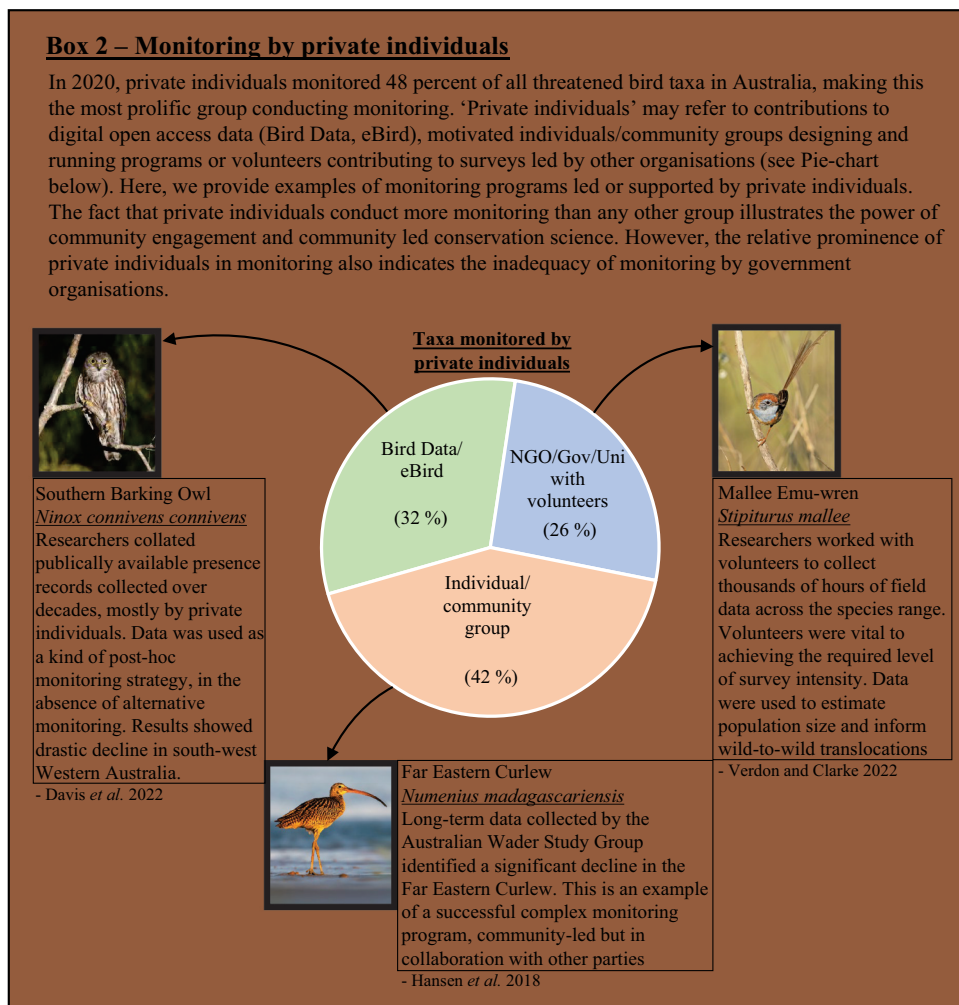 Box 2 – Monitoring by private individuals
In 2020, private individuals monitored 48 percent of all threatened bird taxa in Australia, making this
the most prolific group conducting monitoring. ‘Private individuals’ may refer to contributions to
digital open access data (Bird Data, eBird), motivated individuals/community groups designing and
running programs or volunteers contributing to surveys led by other organisations (see Pie-chart
below). Here, we provide examples of monitoring programs led or supported by private individuals.
The fact that private individuals conduct more monitoring than any other group illustrates the power of
community engagement and community led conservation science. However, the relative prominence of
private individuals in monitoring also indicates the inadequacy of monitoring by government
organisations.
Taxa monitored by
private individuals
Bird Data/
eBird
(32 %)
NGO/Gov/Uni
with
volunteers
(26 %)
Individual/
community
group
(42 %)
Southern Barking Owl
Ninox connivens connivens
Researchers collated
publically available presence
records collected over
decades, mostly by private
individuals. Data was used as
a kind of post-hoc
monitoring strategy, in the
absence of alternative
monitoring. Results showed
drastic decline in south-west
Western Australia.
- Davis et al. 2022
Mallee Emu-wren
Stipiturus mallee
Researchers worked with
volunteers to collect
thousands of hours of field
data across the species range.
Volunteers were vital to
achieving the required level
of survey intensity. Data
were used to estimate
population size and inform
wild-to-wild translocations
- Verdon and Clarke 2022
Far Eastern Curlew
Numenius madagascariensis
Long-term data collected by the
Australian Wader Study Group
identified a significant decline in the
Far Eastern Curlew. This is an example
of a successful complex monitoring
program, community-led but in
collaboration with other parties
- Hansen et al. 2018